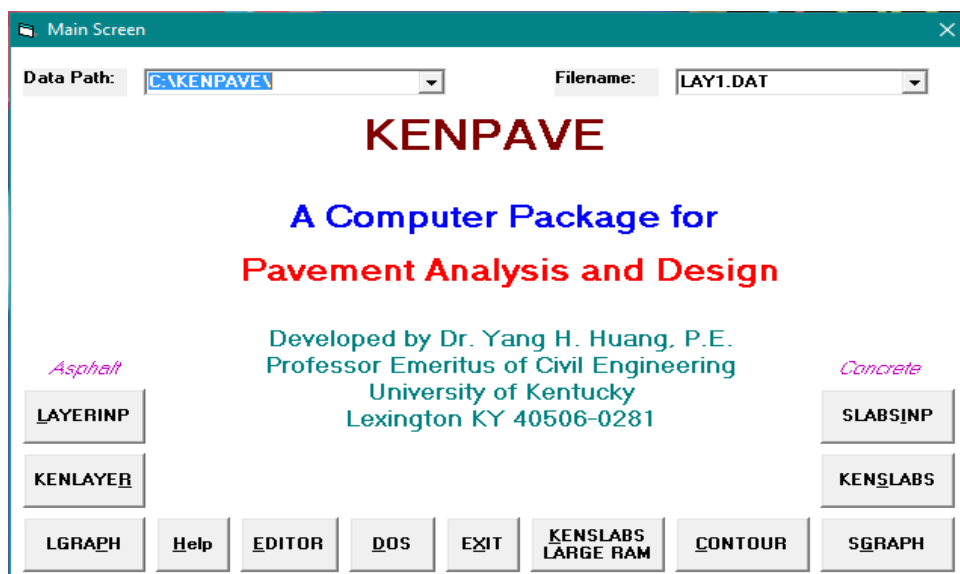 Main Screen
Data Path: C:\KENPAVE\ Filename: LAY1.DAT
KENPAVE
A Computer Package for
Pavement Analysis and Design
Developed by Dr. Yang H. Huang, P.E.
Professor Emeritus of Civil Engineering
University of Kentucky
Lexington KY 40506-0281
Asphalt
Concrete
LAYERINP
SLABSINP
KENLAYER
KENSLABS
LGRAPH
Help
EDITOR
DOS
EXIT
KENSLABS
LARGE RAM
CONTOUR
SGRAPH